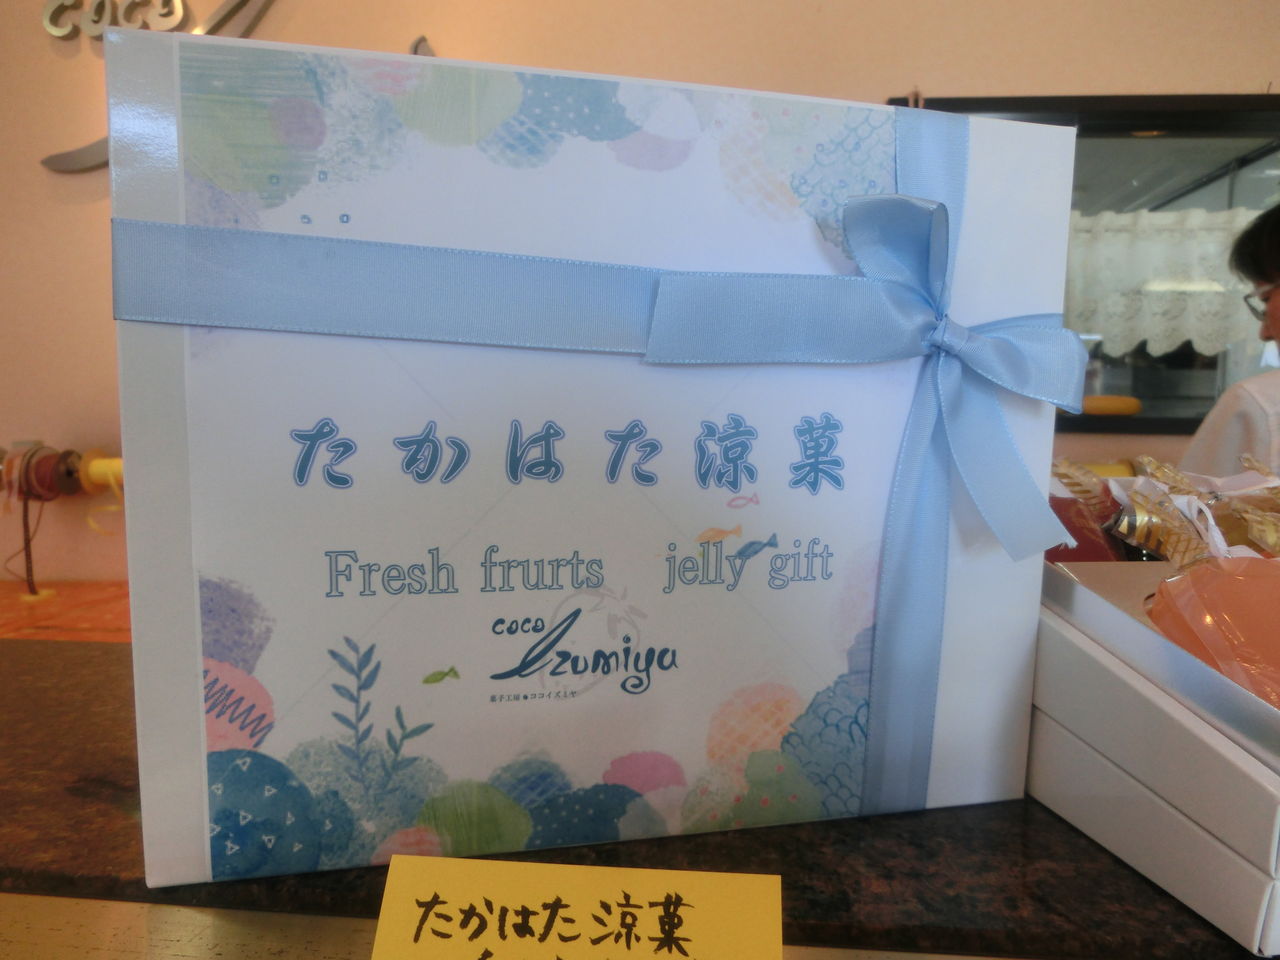 coco
たかはた涼菓
Fresh frurts jelly gift
coco
Izumiya
菓子工房●ココイズミヤ
たかはた涼菓